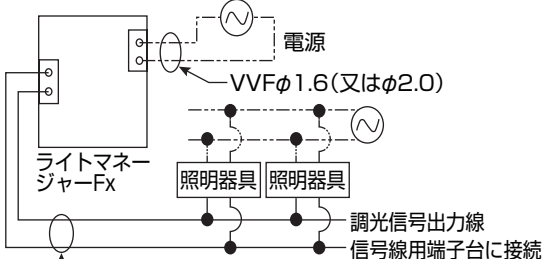 電源
VVFφ1.6(又はφ2.0)
ライトマネー
ジャーFx
照明器具
照明器具
調光信号出力線
信号線用端子台に接続